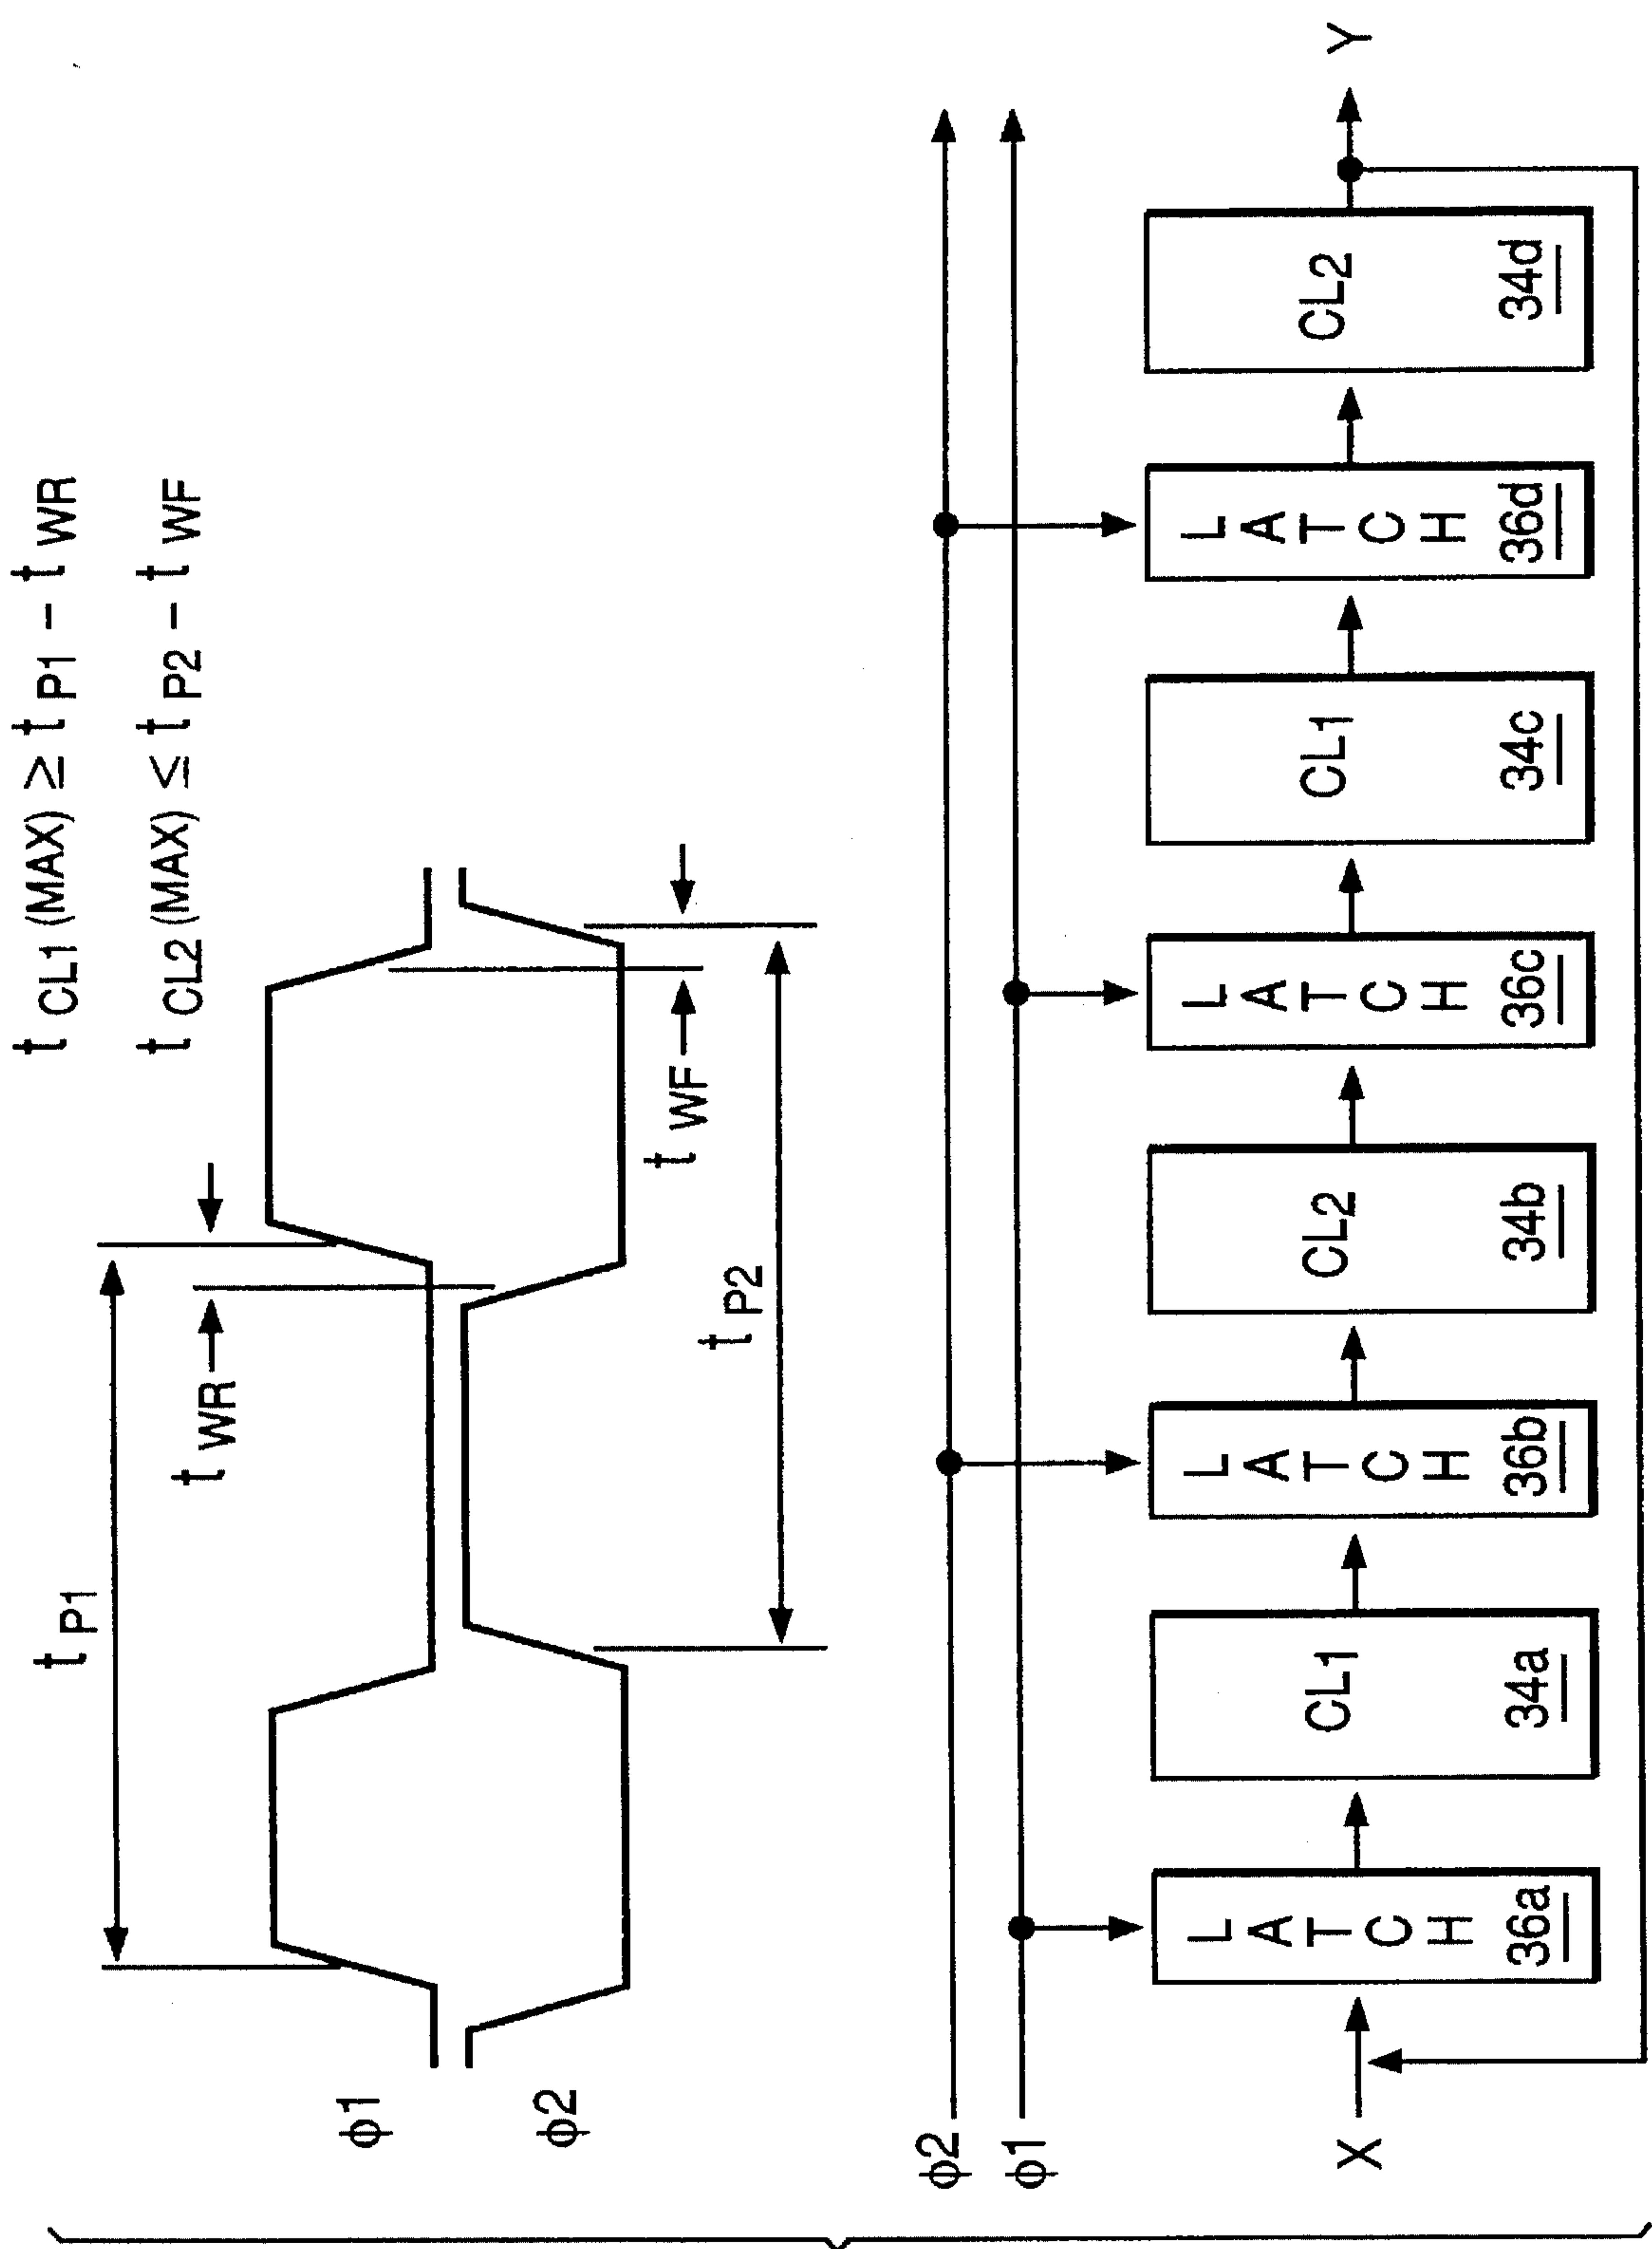 t CL1 (MAX) ≥ t P1 − t WR
t CL2 (MAX) ≤ t P2 − t WF
t P1
t WR
ϕ1
ϕ2
t WF
t P2
ϕ2
ϕ1
X
LATCH 36a
CL1 34a
LATCH 36b
CL2 34b
LATCH 36c
CL1 34c
LATCH 36d
CL2 34d
Y